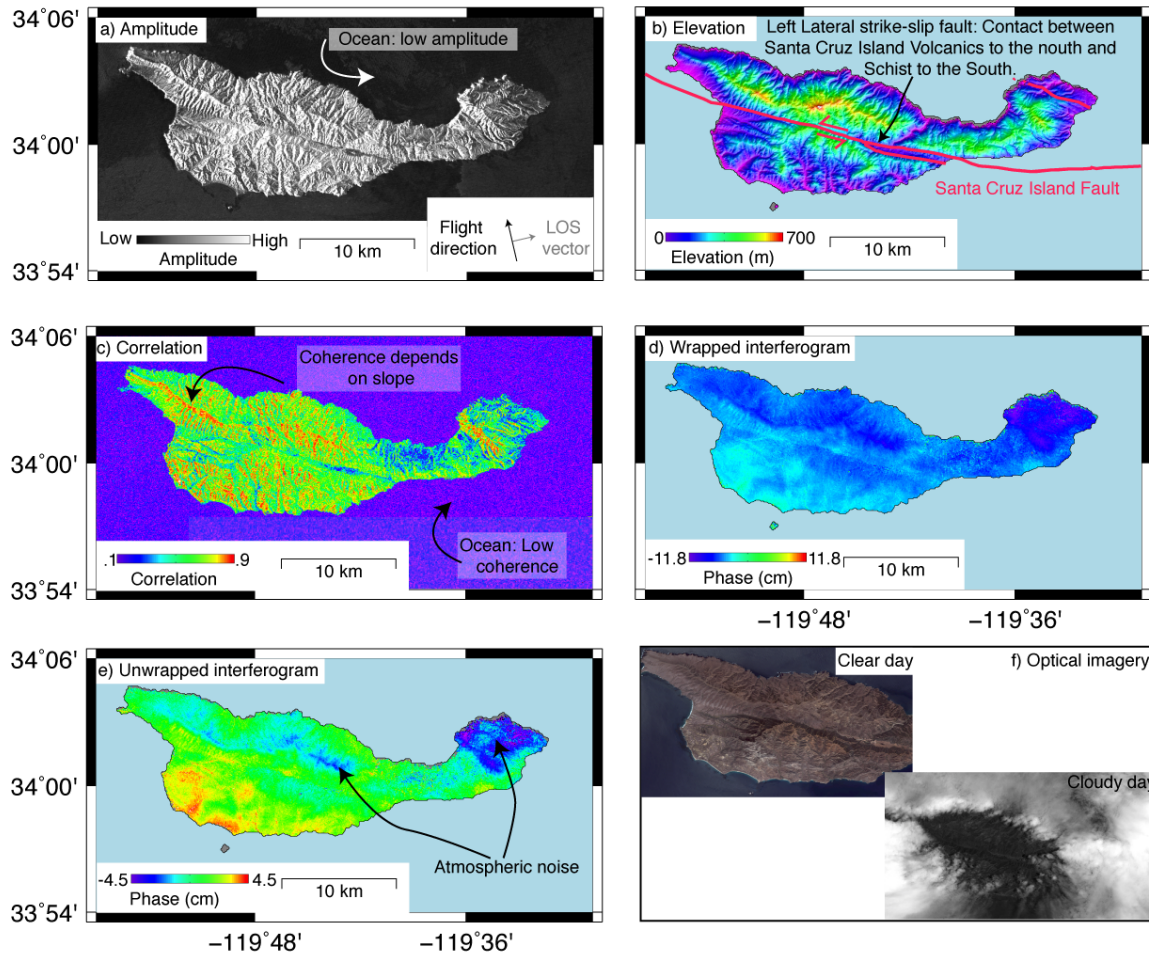 34°06'
a) Amplitude
Ocean: low amplitude
34°00'
Low
High
Amplitude
10 km
Flight
direction
LOS
vector
33°54'
b) Elevation
Left Lateral strike-slip fault: Contact between
Santa Cruz Island Volcanics to the nouth and
Schist to the South.
Santa Cruz Island Fault
0
700
Elevation (m)
10 km
34°06'
c) Correlation
Coherence depends
on slope
34°00'
Ocean: Low
coherence
.1
.9
Correlation
10 km
33°54'
d) Wrapped interferogram
-11.8
11.8
Phase (cm)
10 km
−119°48'
−119°36'
34°06'
e) Unwrapped interferogram
34°00'
Atmospheric noise
-4.5
4.5
Phase (cm)
10 km
33°54'
−119°48'
−119°36'
Clear day
f) Optical imagery
Cloudy day